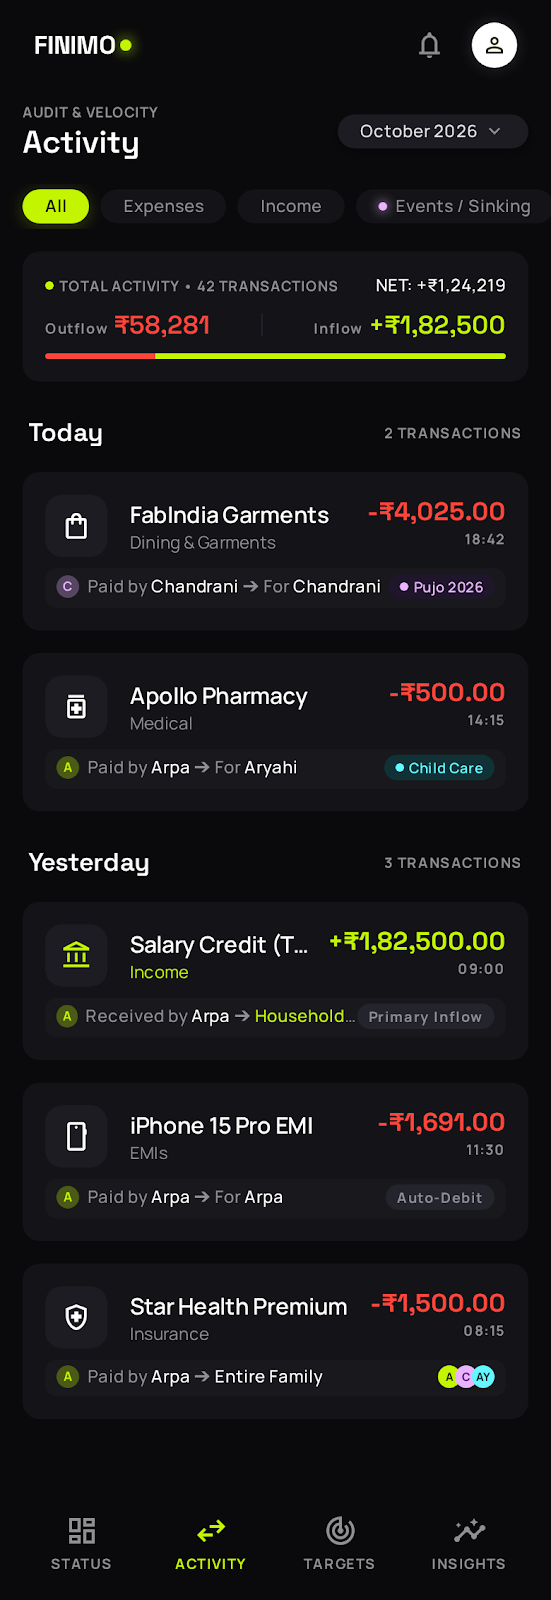 FINIMO
AUDIT & VELOCITY
Activity
October 2026
All
Expenses
Income
Events / Sinking
TOTAL ACTIVITY • 42 TRANSACTIONS
NET: +₹1,24,219
Outflow ₹58,281
Inflow +₹1,82,500
Today
2 TRANSACTIONS
FabIndia Garments
-₹4,025.00
Dining & Garments
18:42
C Paid by Chandrani → For Chandrani
Pujo 2026
Apollo Pharmacy
-₹500.00
Medical
14:15
A Paid by Arpa → For Aryahi
Child Care
Yesterday
3 TRANSACTIONS
Salary Credit (T...
+₹1,82,500.00
Income
09:00
A Received by Arpa → Household...
Primary Inflow
iPhone 15 Pro EMI
-₹1,691.00
EMIs
11:30
A Paid by Arpa → For Arpa
Auto-Debit
Star Health Premium
-₹1,500.00
Insurance
08:15
A Paid by Arpa → Entire Family
A C AY
STATUS
ACTIVITY
TARGETS
INSIGHTS